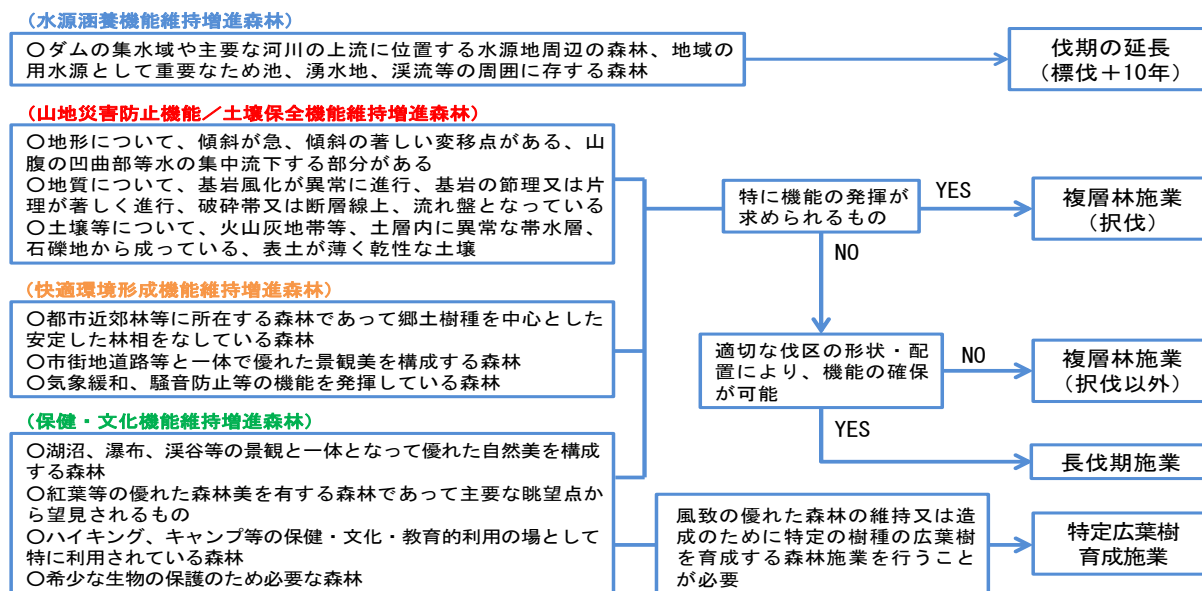 （水源涵養機能維持増進森林）
〇ダムの集水域や主要な河川の上流に位置する水源地周辺の森林、地域の
用水源として重要なため池、湧水地、渓流等の周囲に存する森林
伐期の延長
（標伐＋10年）
（山地災害防止機能／土壌保全機能維持増進森林）
〇地形について、傾斜が急、傾斜の著しい変移点がある、山
腹の凹曲部等水の集中流下する部分がある
〇地質について、基岩風化が異常に進行、基岩の節理又は片
理が著しく進行、破砕帯又は断層線上、流れ盤となっている
〇土壌等について、火山灰地帯等、土層内に異常な帯水層、
石礫地から成っている、表土が薄く乾性な土壌
特に機能の発揮が
求められるもの
YES
複層林施業
（択伐）
NO
（快適環境形成機能維持増進森林）
〇都市近郊林等に所在する森林であって郷土樹種を中心とした
安定した林相をなしている森林
〇市街地道路等と一体で優れた景観美を構成する森林
〇気象緩和、騒音防止等の機能を発揮している森林
適切な伐区の形状・配
置により、機能の確保
が可能
NO
複層林施業
（択伐以外）
YES
長伐期施業
（保健・文化機能維持増進森林）
〇湖沼、瀑布、渓谷等の景観と一体となって優れた自然美を構成
する森林
〇紅葉等の優れた森林美を有する森林であって主要な眺望点か
ら望見されるもの
〇ハイキング、キャンプ等の保健・文化・教育的利用の場として
特に利用されている森林
〇希少な生物の保護のため必要な森林
風致の優れた森林の維持又は造
成のために特定の樹種の広葉樹
を育成する森林施業を行うこと
が必要
特定広葉樹
育成施業